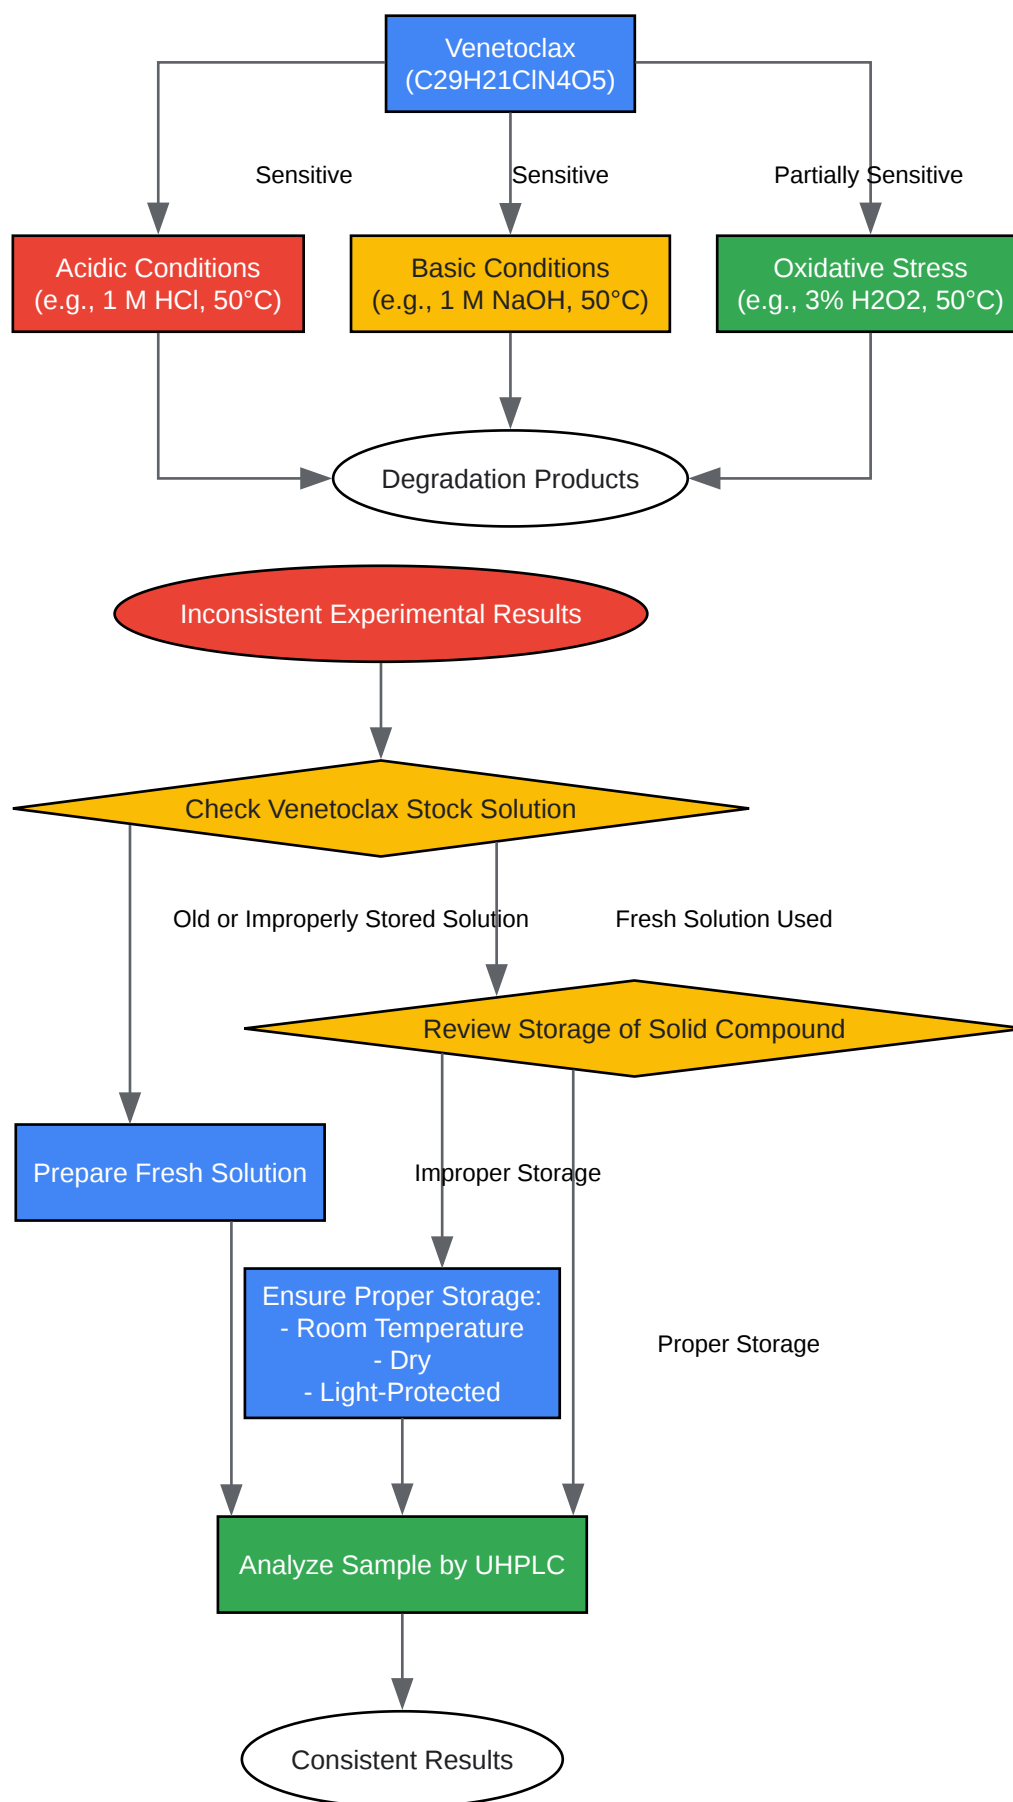 Venetoclax
(C29H21ClN4O5)
Sensitive
Sensitive
Partially Sensitive
Acidic Conditions
(e.g., 1 M HCl, 50°C)
Basic Conditions
(e.g., 1 M NaOH, 50°C)
Oxidative Stress
(e.g., 3% H2O2, 50°C)
Degradation Products
Inconsistent Experimental Results
Check Venetoclax Stock Solution
Old or Improperly Stored Solution
Fresh Solution Used
Review Storage of Solid Compound
Prepare Fresh Solution
Improper Storage
Ensure Proper Storage:
- Room Temperature
- Dry
- Light-Protected
Proper Storage
Analyze Sample by UHPLC
Consistent Results